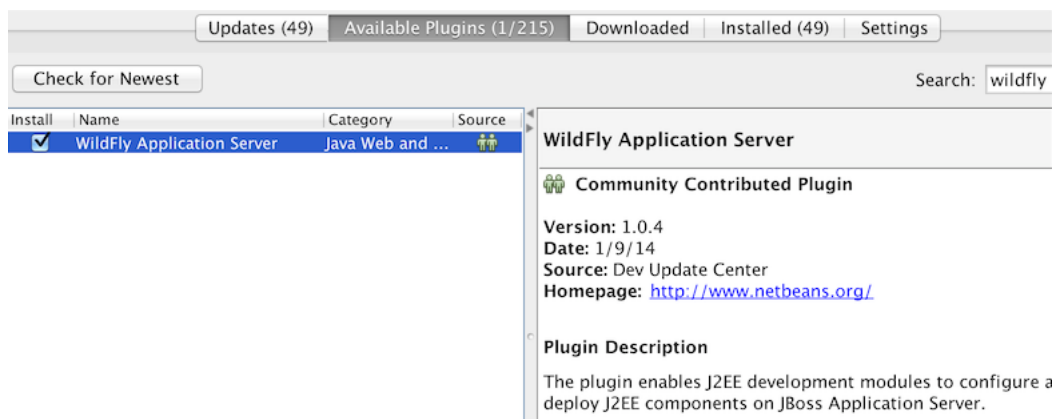 Updates (49) Available Plugins (1/215) Downloaded Installed (49) Settings
Check for Newest Search: wildfly
Install Name Category Source
WildFly Application Server Java Web and ...
WildFly Application Server
Community Contributed Plugin
Version: 1.0.4
Date: 1/9/14
Source: Dev Update Center
Homepage: http://www.netbeans.org/
Plugin Description
The plugin enables J2EE development modules to configure a
deploy J2EE components on JBoss Application Server.